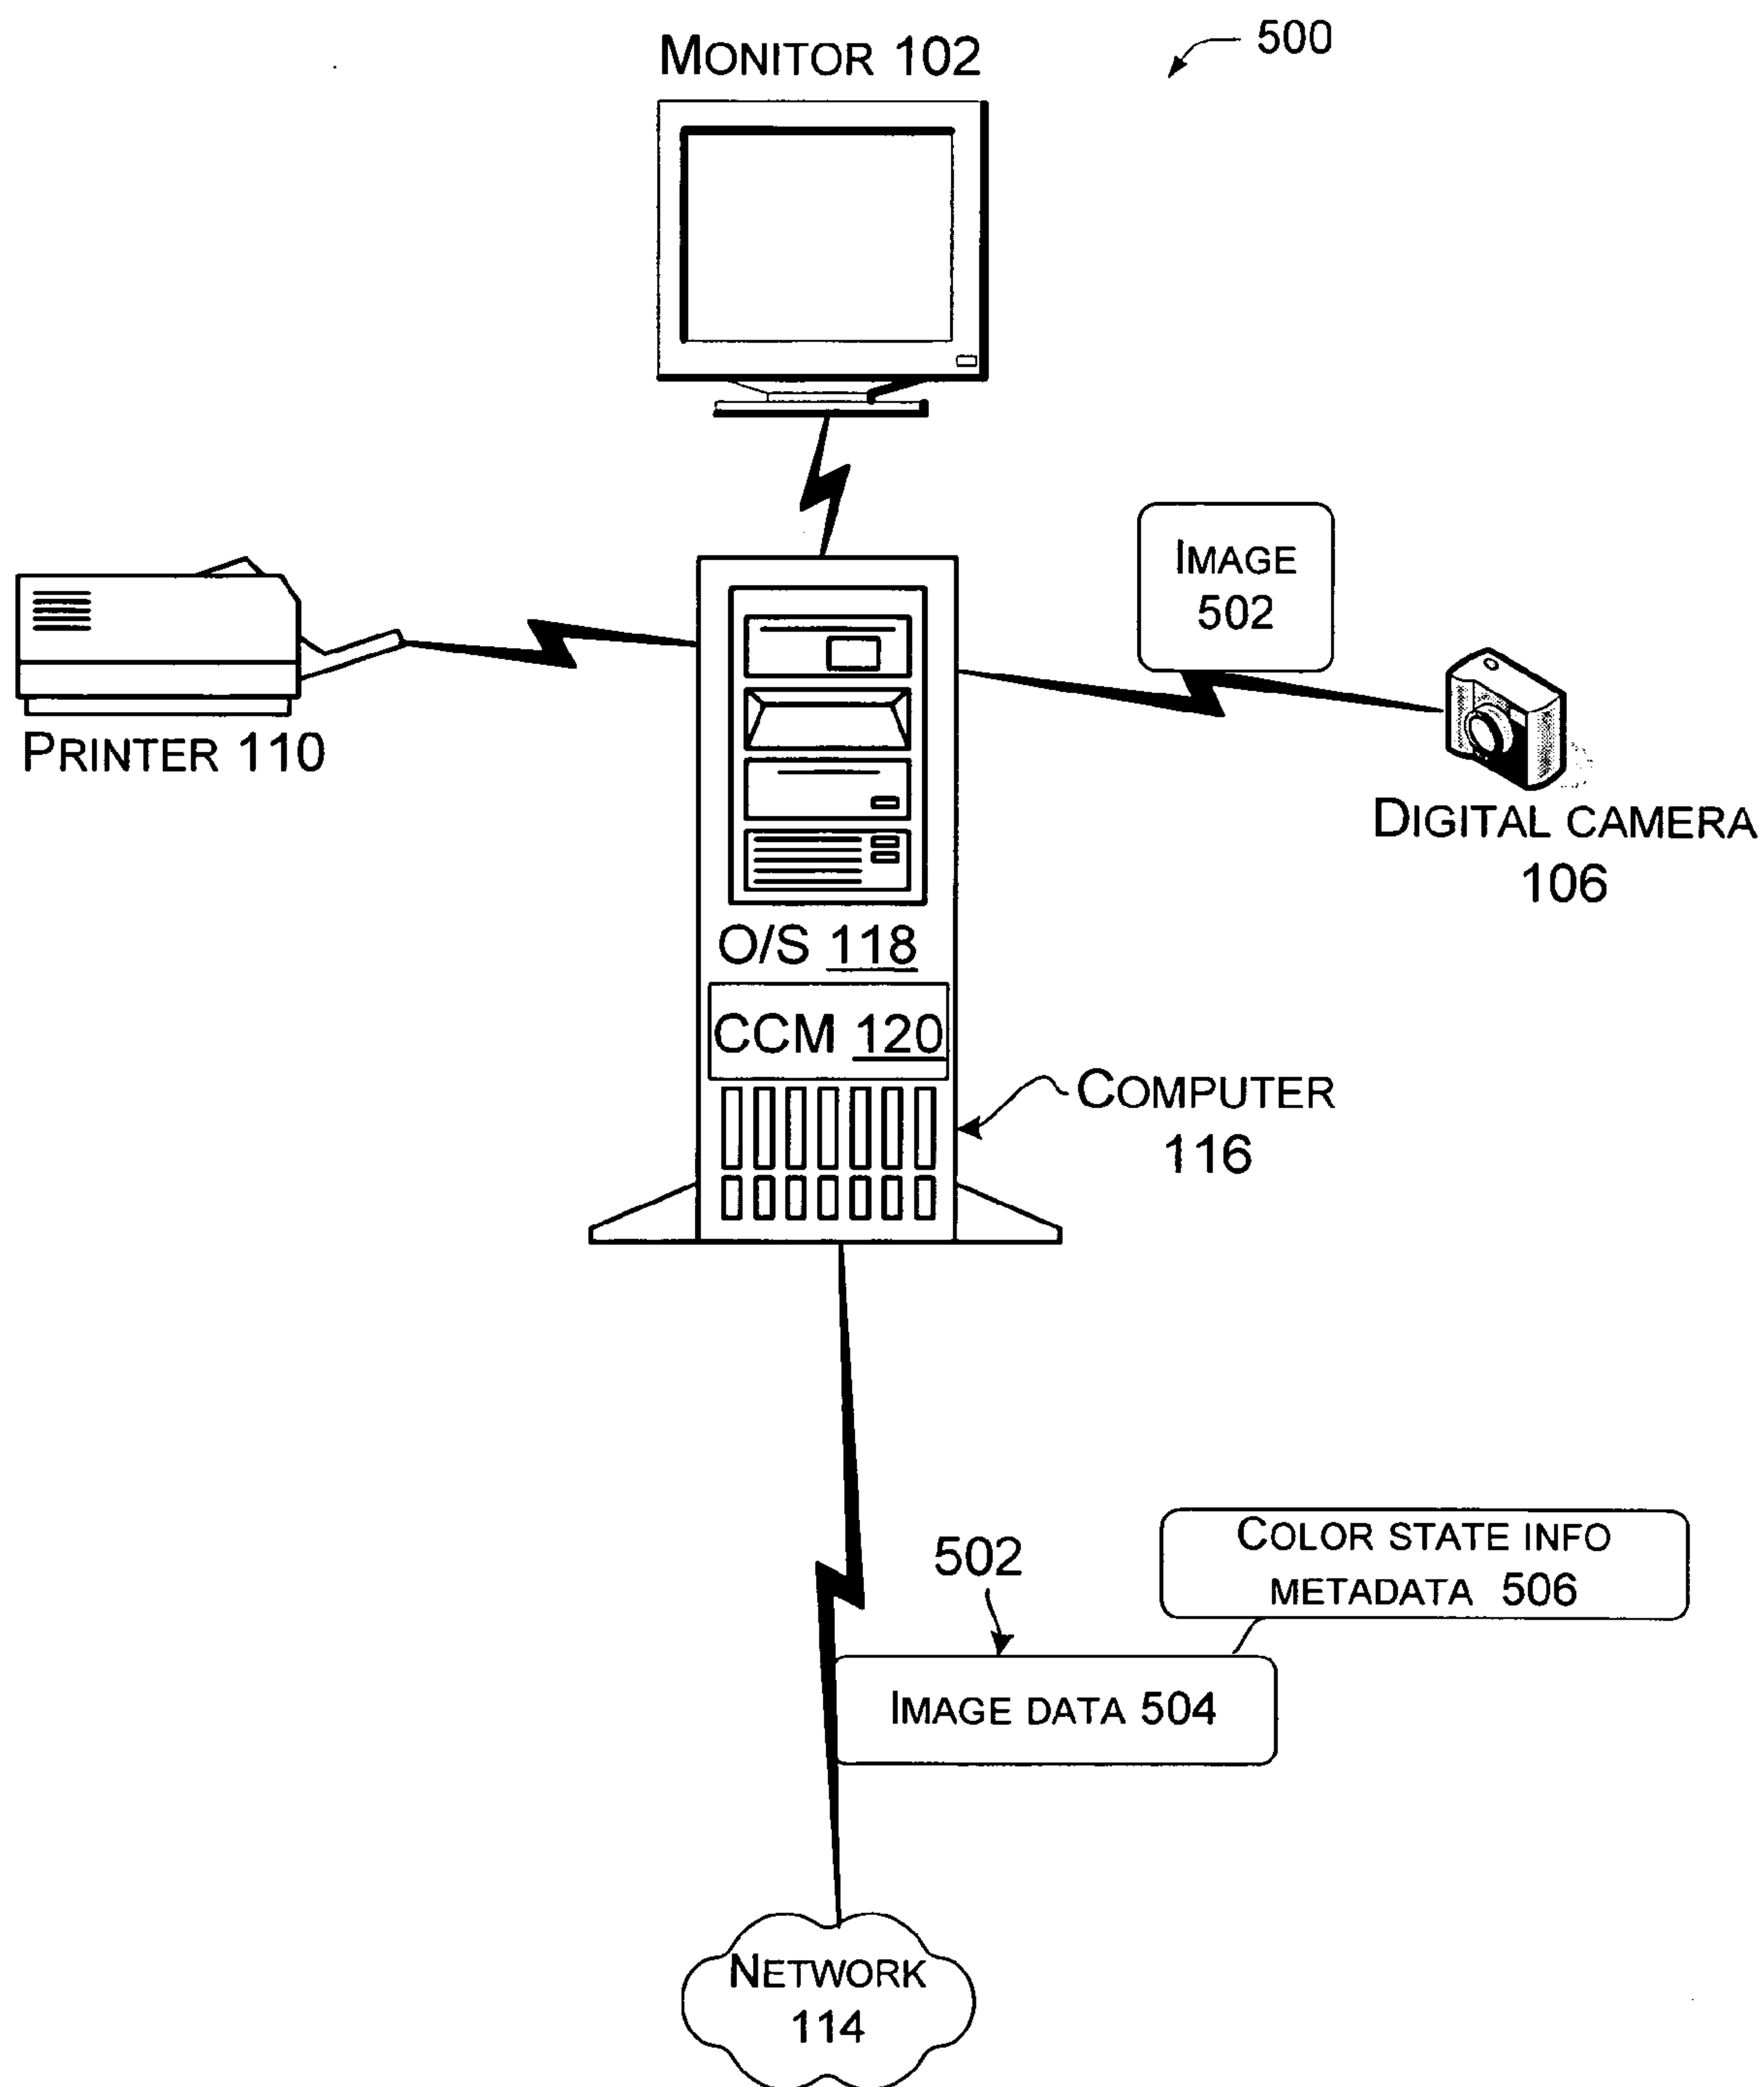 500
MONITOR 102
IMAGE
502
PRINTER 110
DIGITAL CAMERA
106
O/S 118
CCM 120
COMPUTER
116
502
COLOR STATE INFO
METADATA 506
IMAGE DATA 504
NETWORK
114